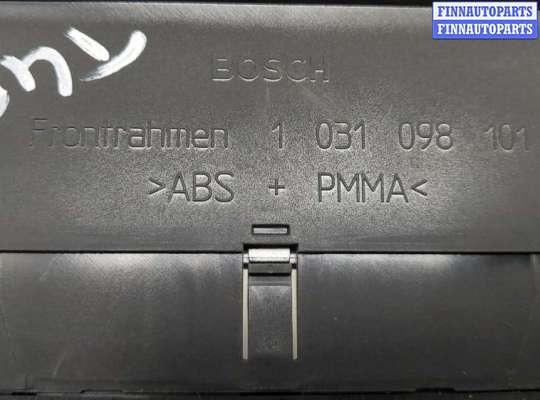 FINNAUTOPARTS
FINNAUTOPARTS
BOSCH
Frontrahmen 1 031 098 101
>ABS + PMMA<